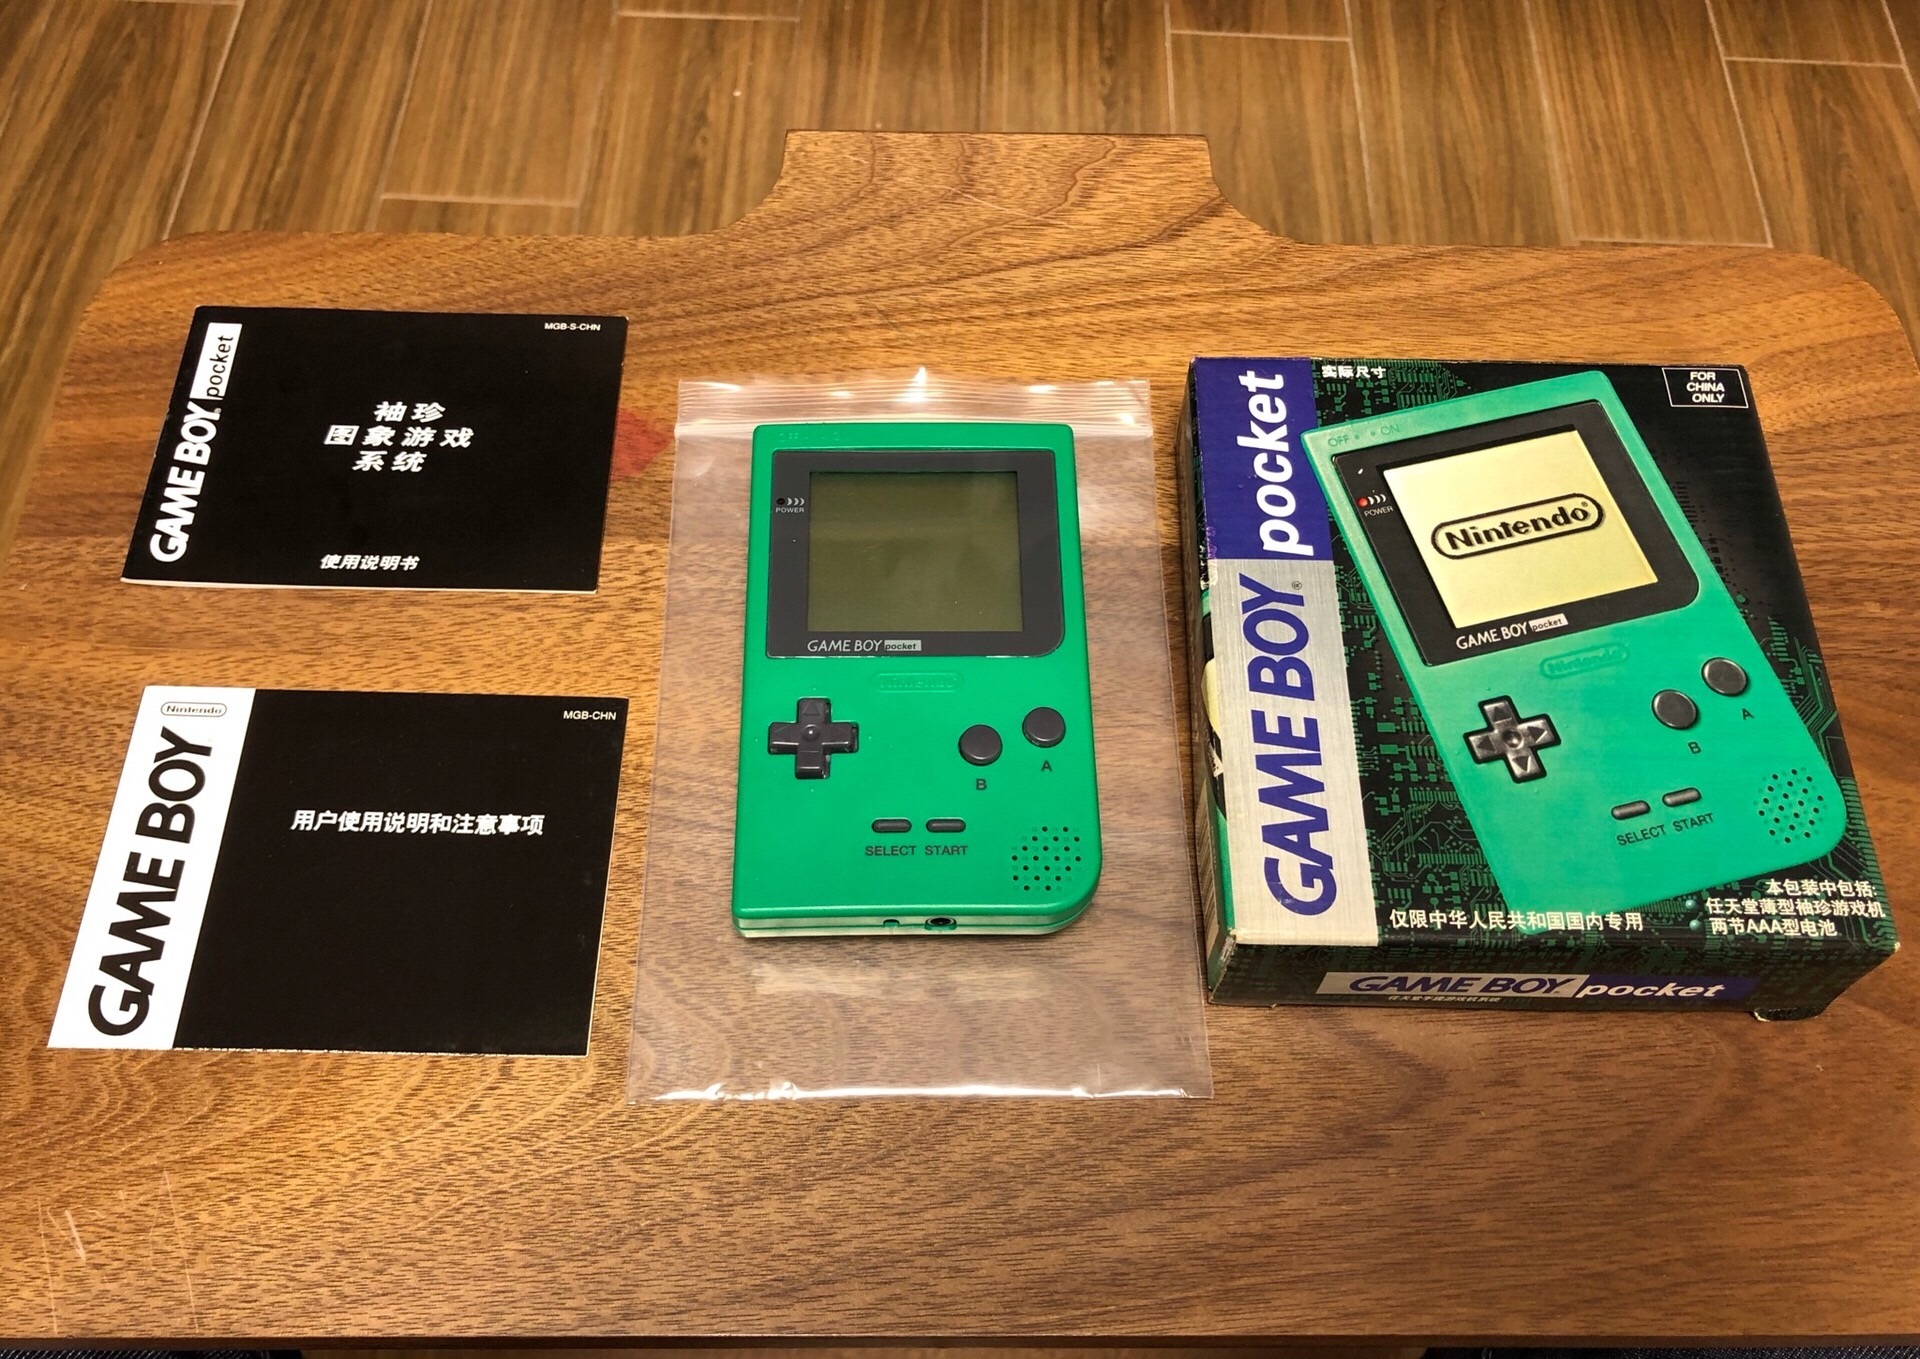 GAME BOY pocket
MGB-S-CHN
袖珍
图象游戏
系统
使用说明书
Nintendo
GAME BOY
MGB-CHN
用户使用说明和注意事项
POWER
GAME BOY pocket
Nintendo
B
A
SELECT START
GAME BOY® pocket
实际尺寸
FOR
CHINA
ONLY
OFF ON
POWER
Nintendo®
GAME BOY pocket
Nintendo
B
A
SELECT START
仅限中华人民共和国国内专用
本包装中包括:
任天堂薄型袖珍游戏机
两节AAA型电池
GAME BOY pocket